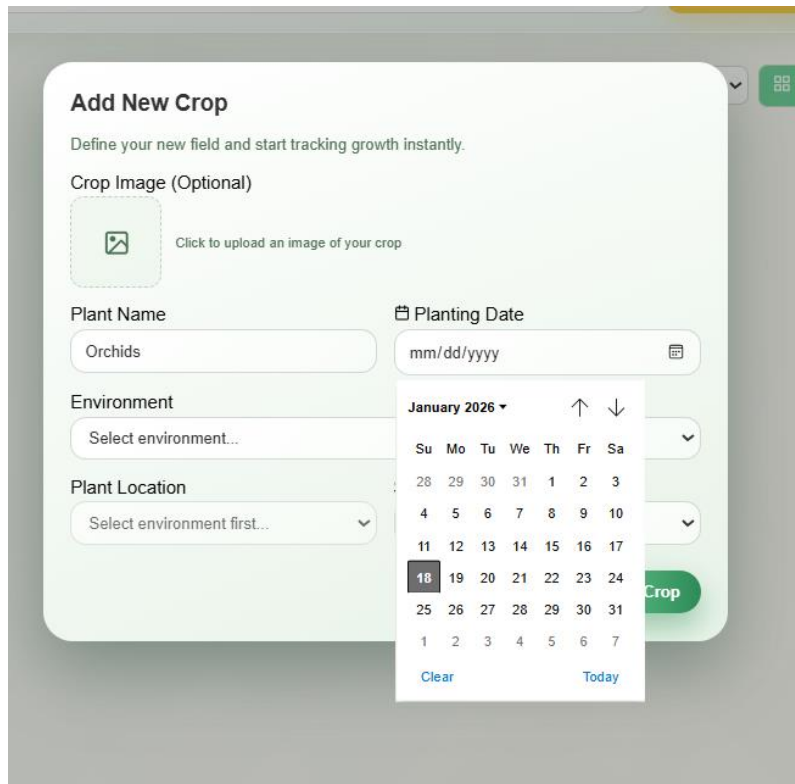 Add New Crop
Define your new field and start tracking growth instantly.
Crop Image (Optional)
Click to upload an image of your crop
Plant Name
Planting Date
Orchids
mm/dd/yyyy
Environment
Select environment...
Plant Location
Select environment first...
January 2026
Su Mo Tu We Th Fr Sa
28 29 30 31 1 2 3
4 5 6 7 8 9 10
11 12 13 14 15 16 17
18 19 20 21 22 23 24
25 26 27 28 29 30 31
1 2 3 4 5 6 7
Clear Today
Crop